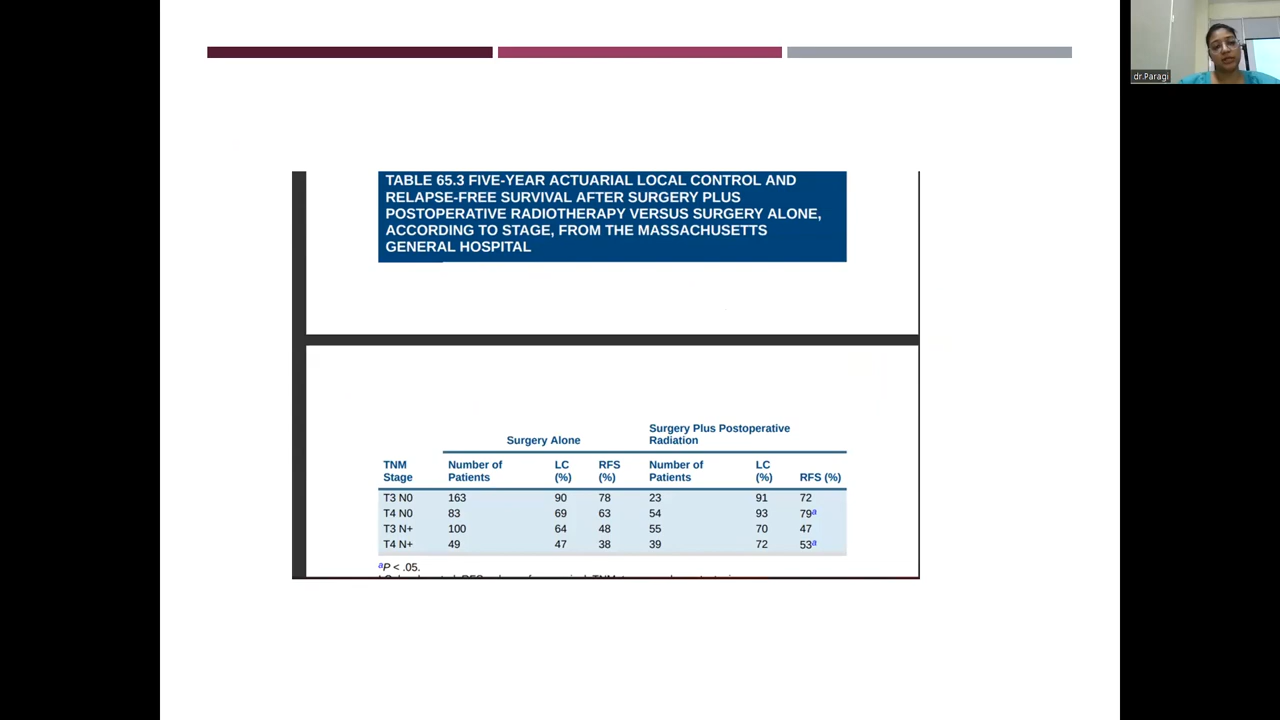 dr.Paragi
TABLE 65.3 FIVE-YEAR ACTUARIAL LOCAL CONTROL AND
RELAPSE-FREE SURVIVAL AFTER SURGERY PLUS
POSTOPERATIVE RADIOTHERAPY VERSUS SURGERY ALONE,
ACCORDING TO STAGE, FROM THE MASSACHUSETTS
GENERAL HOSPITAL
Surgery Alone Surgery Plus Postoperative
Radiation
TNM Number of LC RFS Number of LC
Stage Patients (%) (%) Patients (%) RFS (%)
T3 N0 163 90 78 23 91 72
T4 N0 83 69 63 54 93 79a
T3 N+ 100 64 48 55 70 47
T4 N+ 49 47 38 39 72 53a
aP < .05.